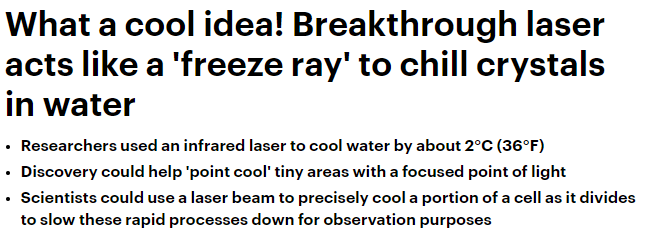 What a cool idea! Breakthrough laser
acts like a 'freeze ray' to chill crystals
in water
• Researchers used an infrared laser to cool water by about 2°C (36°F)
• Discovery could help 'point cool' tiny areas with a focused point of light
• Scientists could use a laser beam to precisely cool a portion of a cell as it divides
to slow these rapid processes down for observation purposes